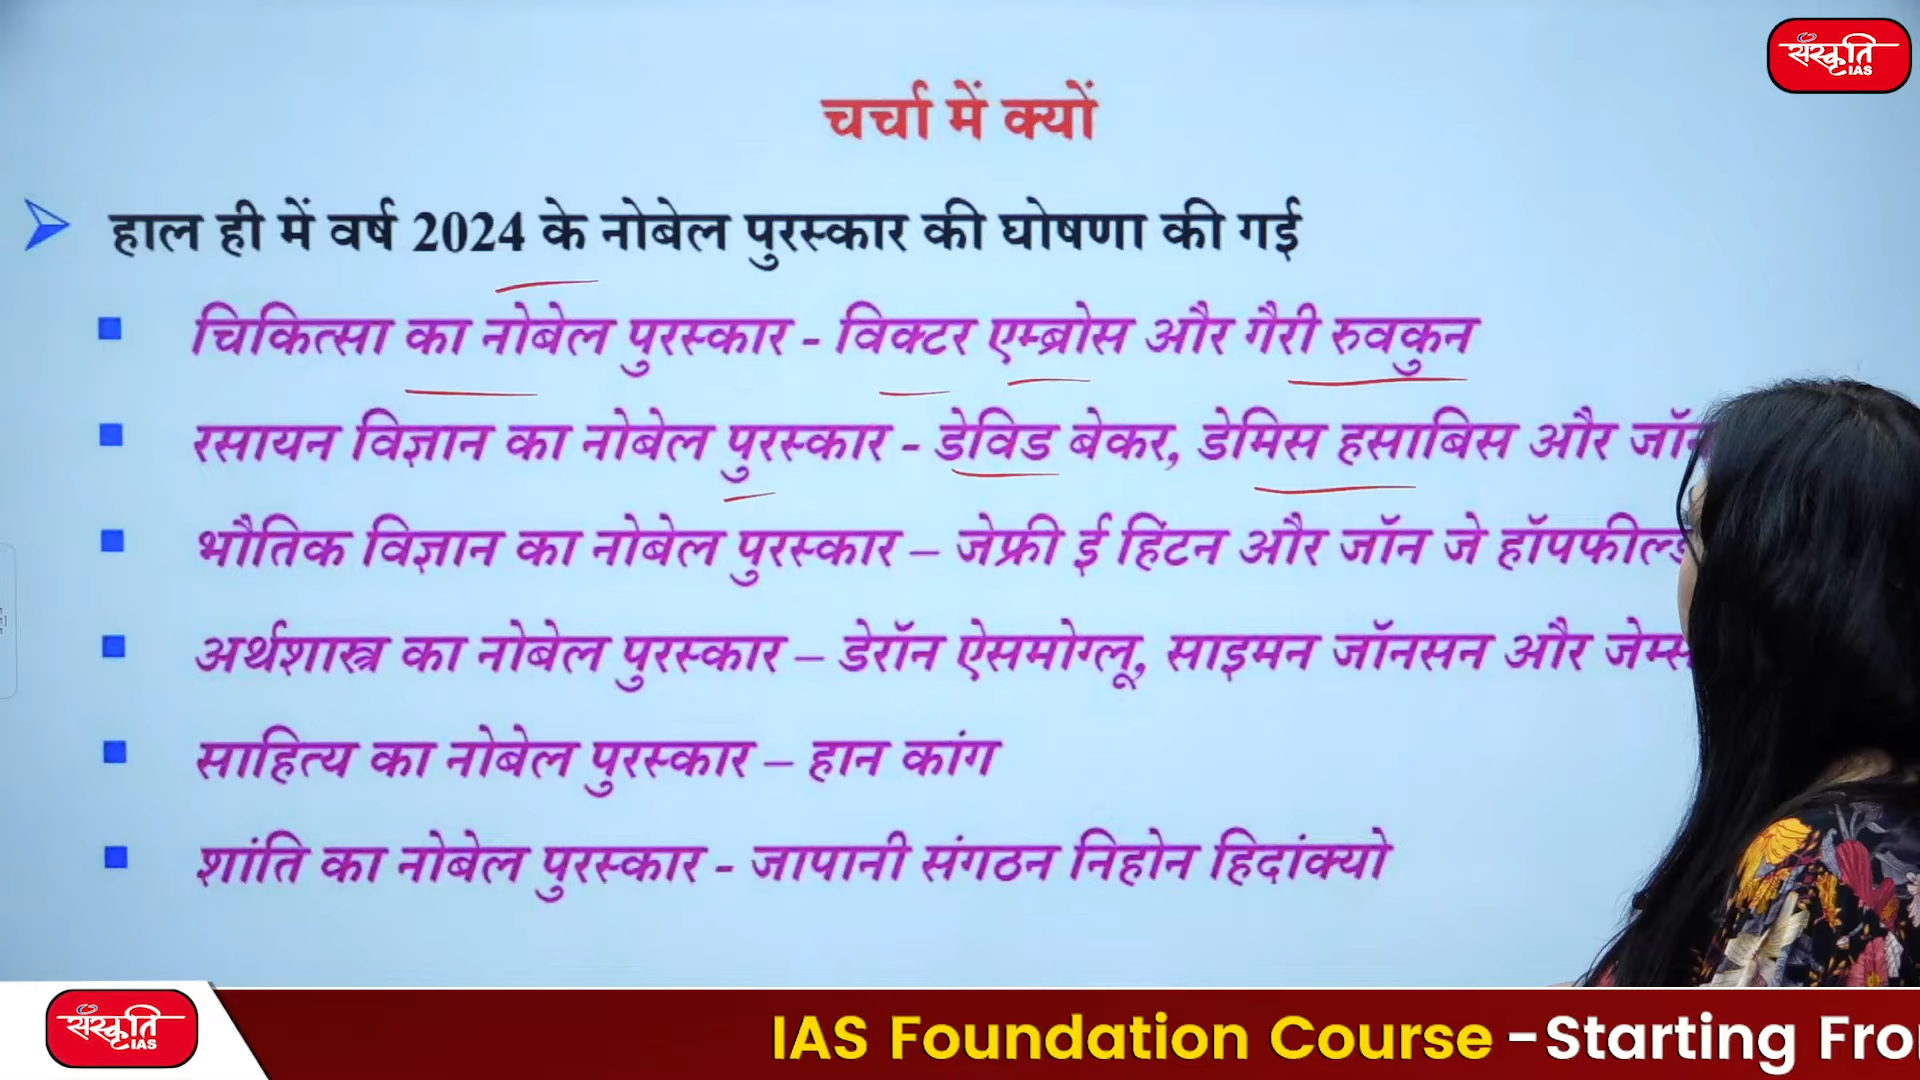 संस्कृति
IAS
चर्चा में क्यों
हाल ही में वर्ष 2024 के नोबेल पुरस्कार की घोषणा की गई
चिकित्सा का नोबेल पुरस्कार - विक्टर एम्ब्रोस और गैरी रुवकुन
रसायन विज्ञान का नोबेल पुरस्कार - डेविड बेकर, डेमिस हसाबिस और
भौतिक विज्ञान का नोबेल पुरस्कार – जेफ्री ई हिंटन और जॉन जे हॉपफील्ड
अर्थशास्त्र का नोबेल पुरस्कार – डेरॉन ऐसमोग्लू, साइमन जॉनसन और जेम्स
साहित्य का नोबेल पुरस्कार – हान कांग
शांति का नोबेल पुरस्कार - जापानी संगठन निहोन हिदांक्यो
संस्कृति
IAS
IAS Foundation Course - Starting